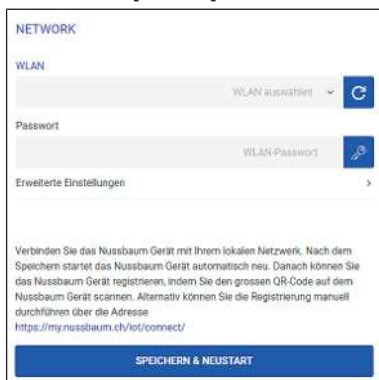 NETWORK
WLAN
WLAN auswählen
Passwort
WLAN-Passwort
Erweiterte Einstellungen
Verbinden Sie das Nussbaum Gerät mit Ihrem lokalen Netzwerk. Nach dem
Speichern startet das Nussbaum Gerät automatisch neu. Danach können Sie
das Nussbaum Gerät registrieren, indem Sie den grossen QR-Code auf dem
Nussbaum Gerät scannen. Alternativ können Sie die Registrierung manuell
durchführen über die Adresse
https://my.nussbaum.ch/iot/connect/
SPEICHERN & NEUSTART